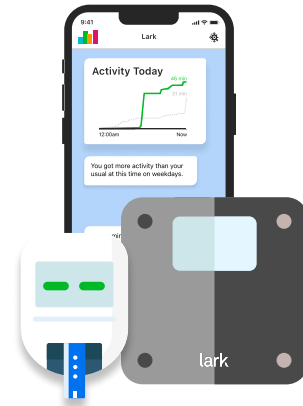 9:41
Lark
Activity Today
46 min
31 min
12:00am
Now
You got more activity than your
usual at this time on weekdays.
min
lark